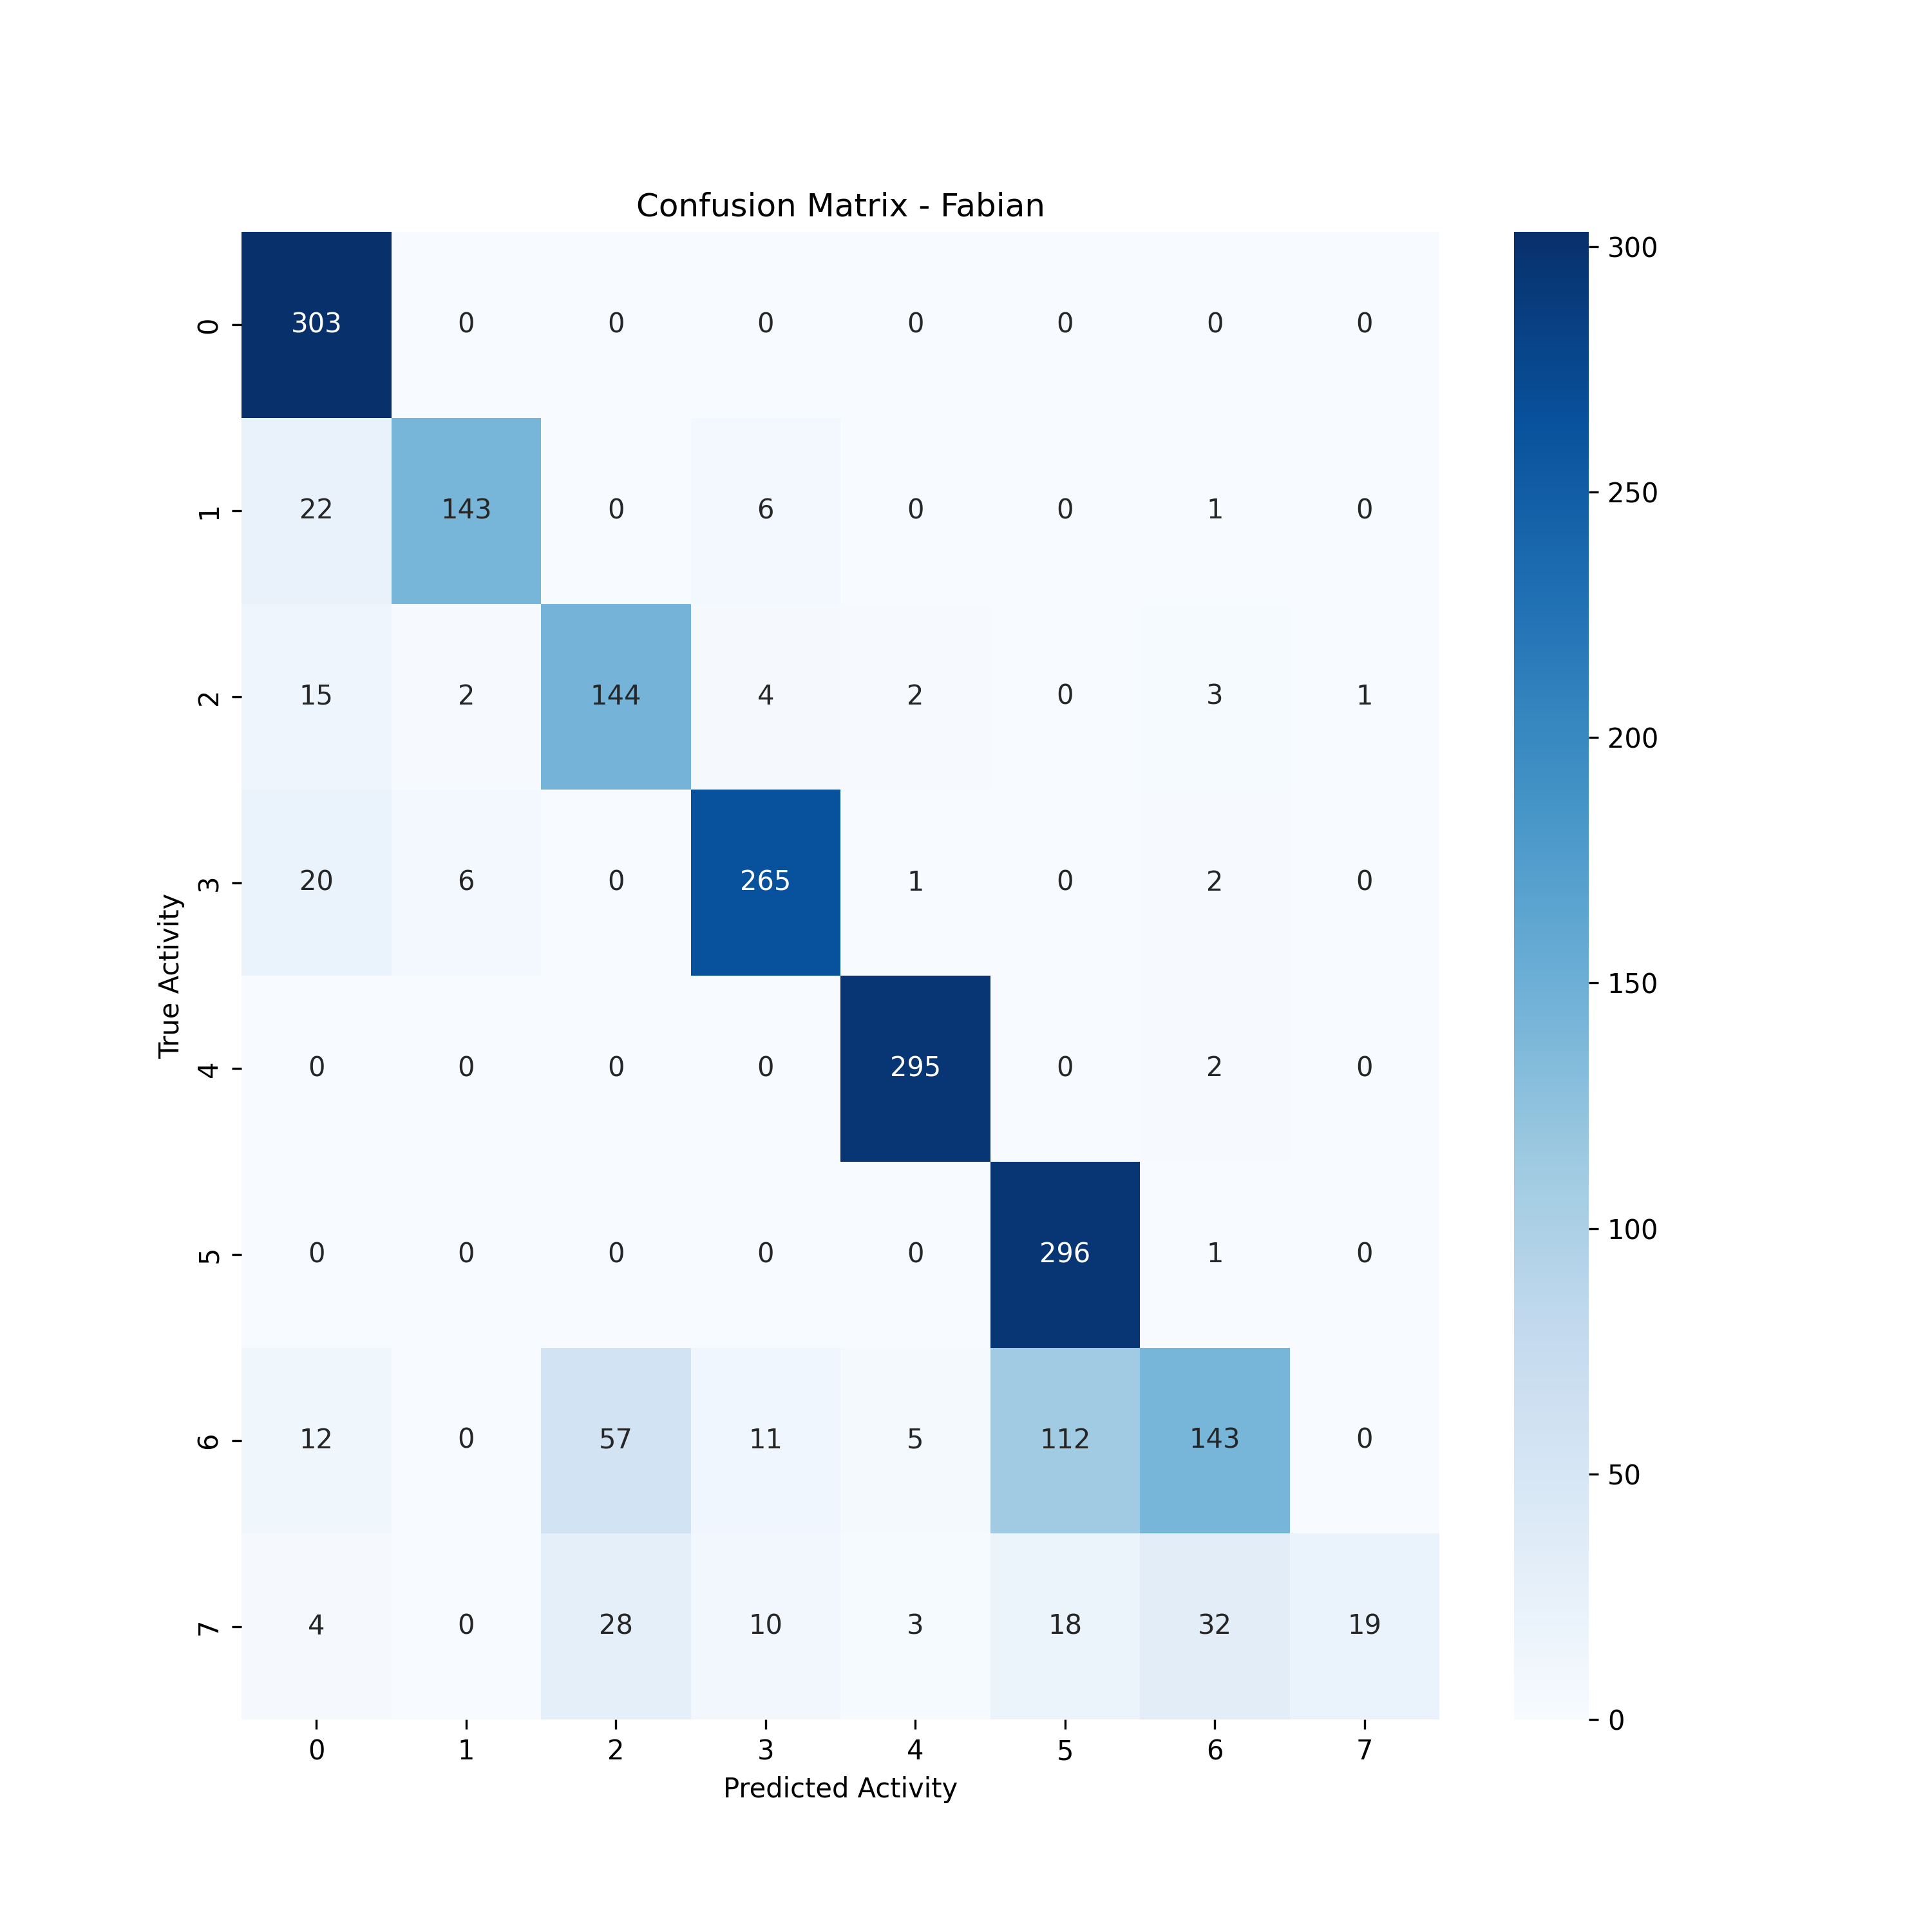 Confusion Matrix - Fabian
True Activity
0 303 0 0 0 0 0 0 0
1 22 143 0 6 0 0 1 0
2 15 2 144 4 2 0 3 1
3 20 6 0 265 1 0 2 0
4 0 0 0 0 295 0 2 0
5 0 0 0 0 0 296 1 0
6 12 0 57 11 5 112 143 0
7 4 0 28 10 3 18 32 19
0 1 2 3 4 5 6 7
Predicted Activity
300
250
200
150
100
50
0